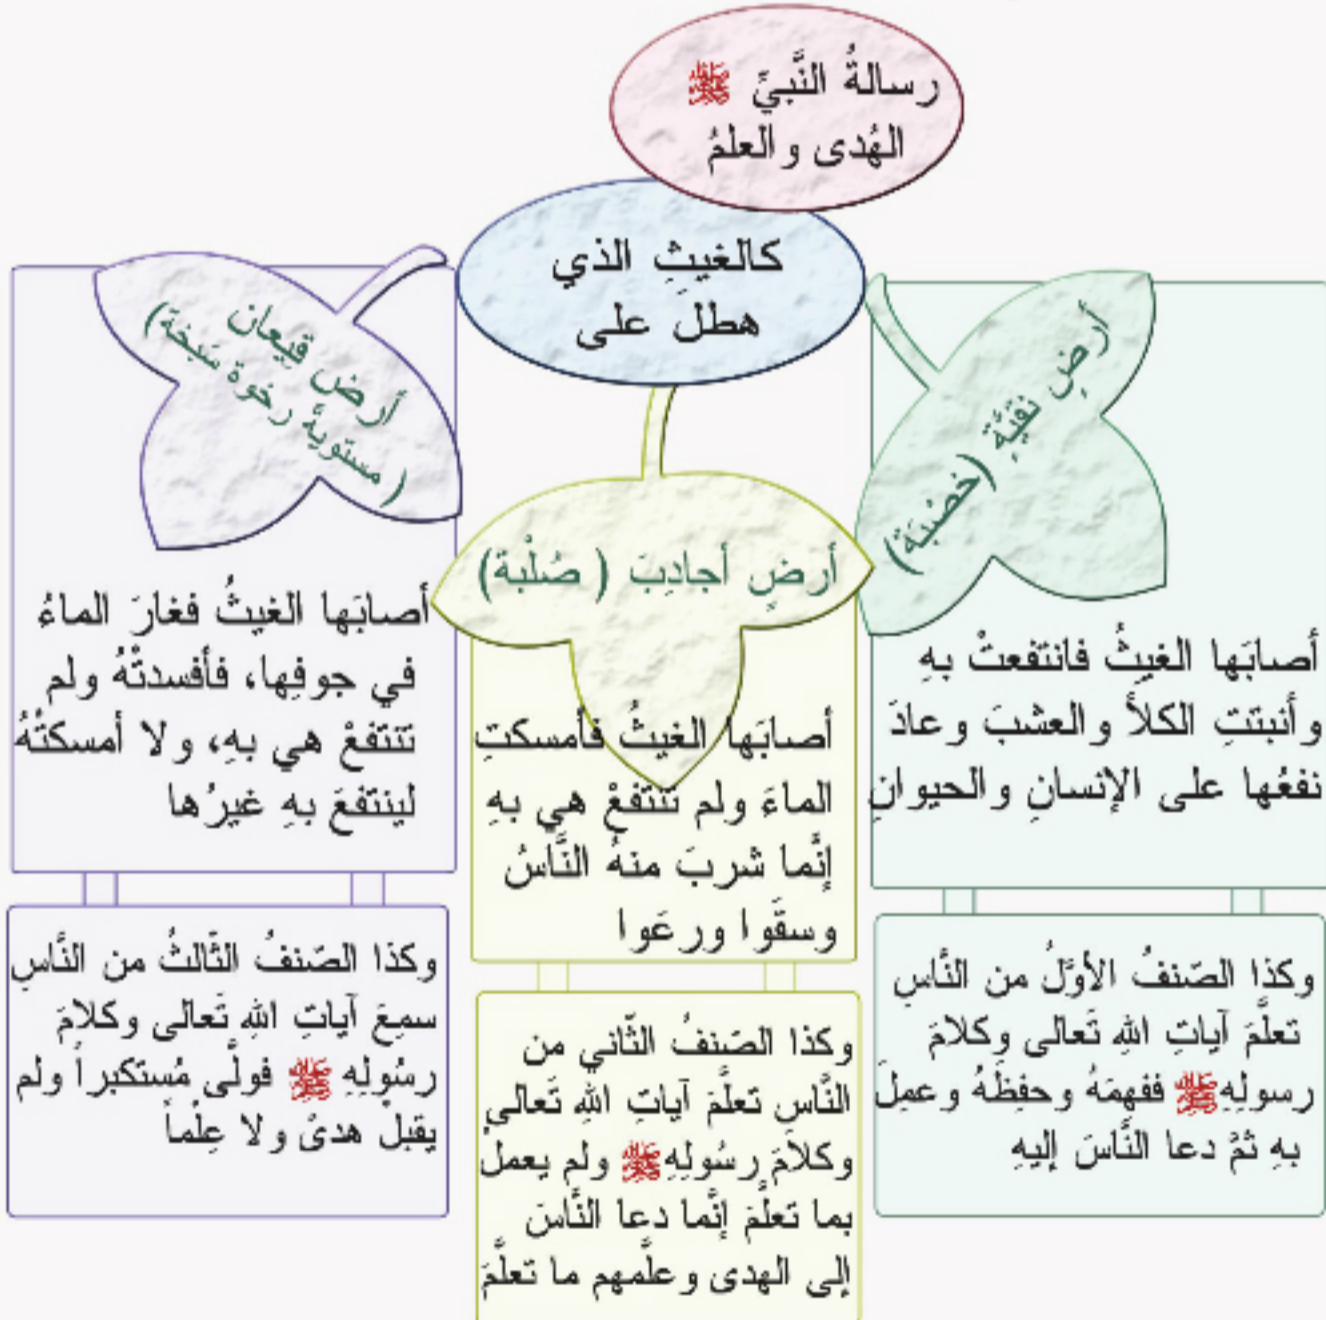 رسالةُ النَّبيِّ ﷺ
الهُدى والعلمُ
كالغيثِ الذي
هطلَ على
أرضٍ نقيَّةٍ (خصْبَةً)
أصابَها الغيثُ فانتفعتْ بهِ
وأنبتتِ الكلأَ والعشبَ وعادَ
نفعُها على الإنسانِ والحيوانِ
وكذا الصّنفُ الأوَّلُ من النَّاسِ
تعلَّمَ آياتِ اللهِ تَعالى وكلامَ
رسولِهِ ﷺ ففهِمَهُ وحفِظَهُ وعمِلَ
بهِ ثمّ دعا النَّاسَ إليهِ
أرضٍ أجادِبَ ( صُلْبة)
أصابَها الغيثُ فأمسكتِ
الماءَ ولم تنتفعْ هي بهِ
إنَّما شربَ منهُ النَّاسُ
وسقَوا ورعَوا
وكذا الصّنفُ الثّاني من
النَّاسِ تعلَّمَ آياتِ اللهِ تَعالى
وكلامَ رسُولِهِ ﷺ ولم يعملْ
بما تعلَّمَ إنَّما دعا النَّاسَ
إلى الهدى وعلَّمهم ما تعلَّمَ
أرض قيعان
( مستويةً رخوة سَبخة)
أصابَها الغيثُ فغارَ الماءُ
في جوفِها، فأفسدتْهُ ولم
تنتفعْ هي بهِ، ولا أمسكتْهُ
لينتفعَ بهِ غيرُها
وكذا الصّنفُ الثّالثُ من النَّاسِ
سمِعَ آياتِ اللهِ تَعالى وكلامَ
رسُولِهِ ﷺ فولَّى مُستكبراً ولم
يقبلْ هدىً ولا عِلْماً